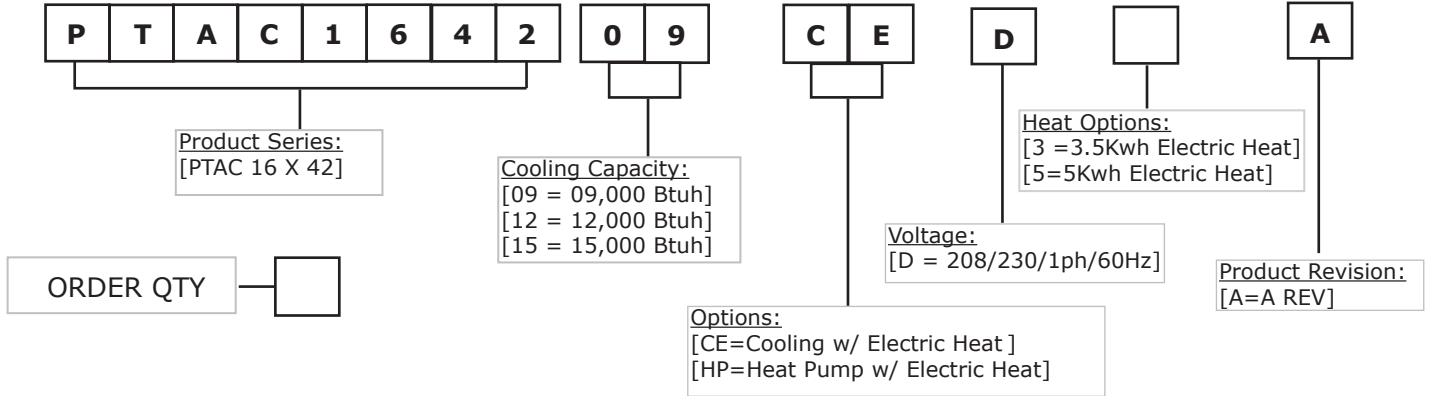 P T A C 1 6 4 2 0 9 C E D A
Product Series:
[PTAC 16 X 42]
Cooling Capacity:
[09 = 09,000 Btuh]
[12 = 12,000 Btuh]
[15 = 15,000 Btuh]
Heat Options:
[3 =3.5Kwh Electric Heat]
[5=5Kwh Electric Heat]
Voltage:
[D = 208/230/1ph/60Hz]
Product Revision:
[A=A REV]
ORDER QTY
Options:
[CE=Cooling w/ Electric Heat ]
[HP=Heat Pump w/ Electric Heat]